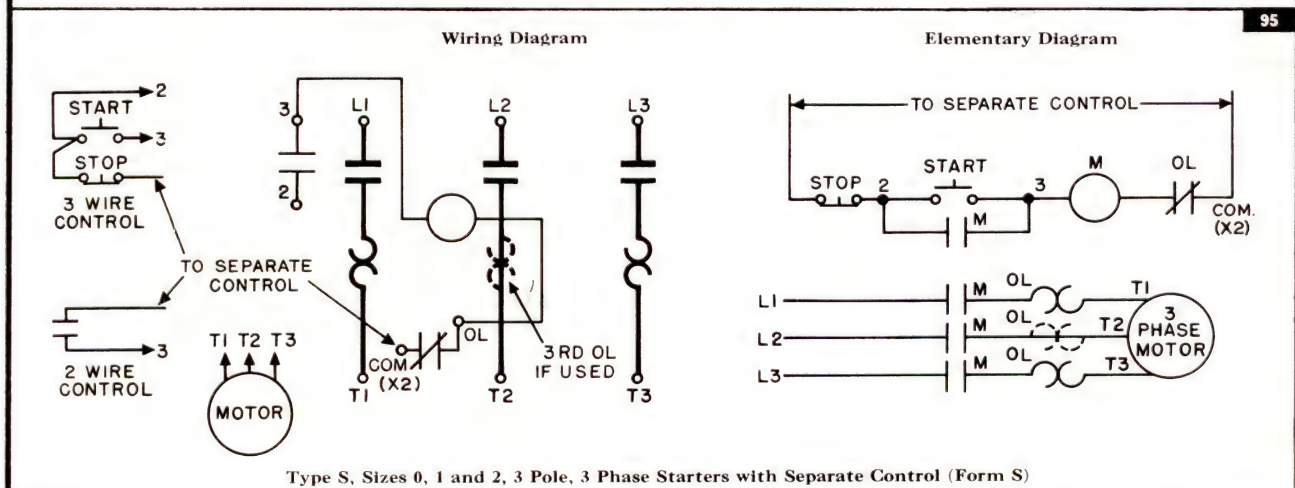 95
Wiring Diagram
Elementary Diagram
2
START
3
STOP
3 WIRE
CONTROL
TO SEPARATE
CONTROL
3
2 WIRE
CONTROL
T1 T2 T3
MOTOR
3
2
L1
L2
L3
OL
COM.
(X2)
3RD OL
IF USED
T1
T2
T3
TO SEPARATE CONTROL
STOP
2
START
3
M
OL
M
COM.
(X2)
L1
M
OL
T1
L2
M
OL
T2
L3
M
OL
T3
3
PHASE
MOTOR
Type S, Sizes 0, 1 and 2, 3 Pole, 3 Phase Starters with Separate Control (Form S)